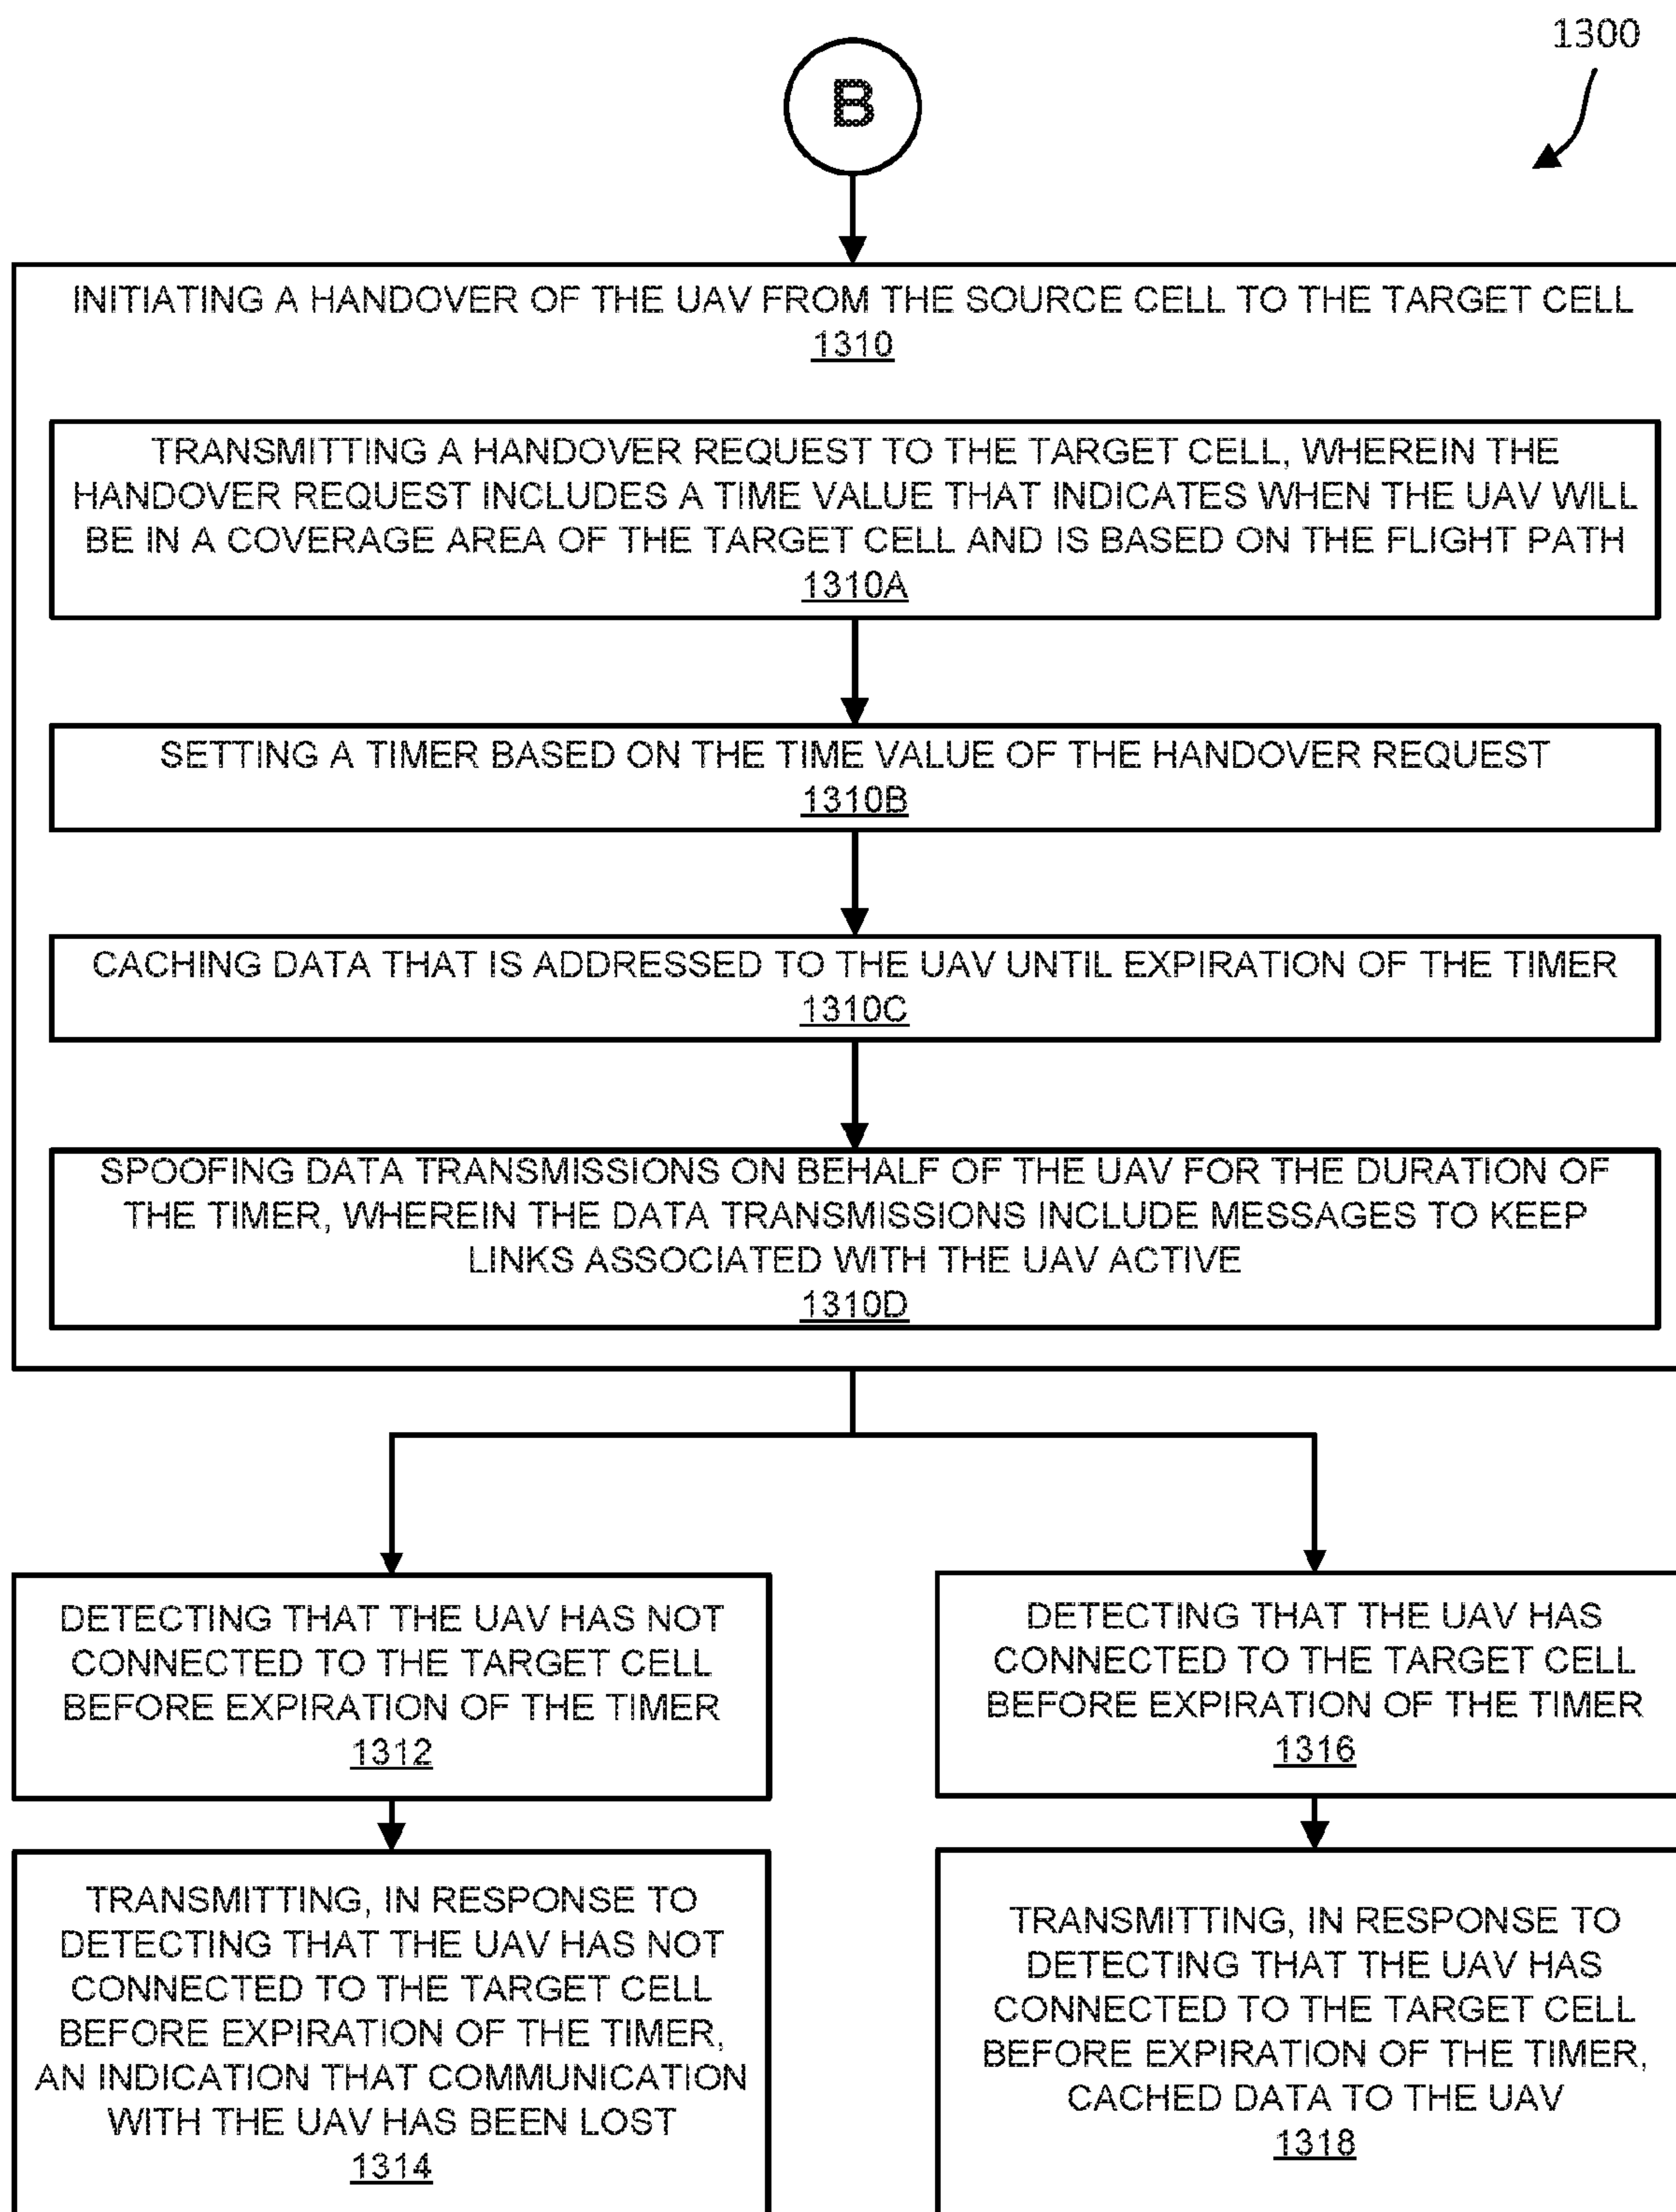 1300
B
INITIATING A HANDOVER OF THE UAV FROM THE SOURCE CELL TO THE TARGET CELL
1310
TRANSMITTING A HANDOVER REQUEST TO THE TARGET CELL, WHEREIN THE
HANDOVER REQUEST INCLUDES A TIME VALUE THAT INDICATES WHEN THE UAV WILL
BE IN A COVERAGE AREA OF THE TARGET CELL AND IS BASED ON THE FLIGHT PATH
1310A
SETTING A TIMER BASED ON THE TIME VALUE OF THE HANDOVER REQUEST
1310B
CACHING DATA THAT IS ADDRESSED TO THE UAV UNTIL EXPIRATION OF THE TIMER
1310C
SPOOFING DATA TRANSMISSIONS ON BEHALF OF THE UAV FOR THE DURATION OF
THE TIMER, WHEREIN THE DATA TRANSMISSIONS INCLUDE MESSAGES TO KEEP
LINKS ASSOCIATED WITH THE UAV ACTIVE
1310D
DETECTING THAT THE UAV HAS NOT
CONNECTED TO THE TARGET CELL
BEFORE EXPIRATION OF THE TIMER
1312
TRANSMITTING, IN RESPONSE TO
DETECTING THAT THE UAV HAS NOT
CONNECTED TO THE TARGET CELL
BEFORE EXPIRATION OF THE TIMER,
AN INDICATION THAT COMMUNICATION
WITH THE UAV HAS BEEN LOST
1314
DETECTING THAT THE UAV HAS
CONNECTED TO THE TARGET CELL
BEFORE EXPIRATION OF THE TIMER
1316
TRANSMITTING, IN RESPONSE TO
DETECTING THAT THE UAV HAS
CONNECTED TO THE TARGET CELL
BEFORE EXPIRATION OF THE TIMER,
CACHED DATA TO THE UAV
1318